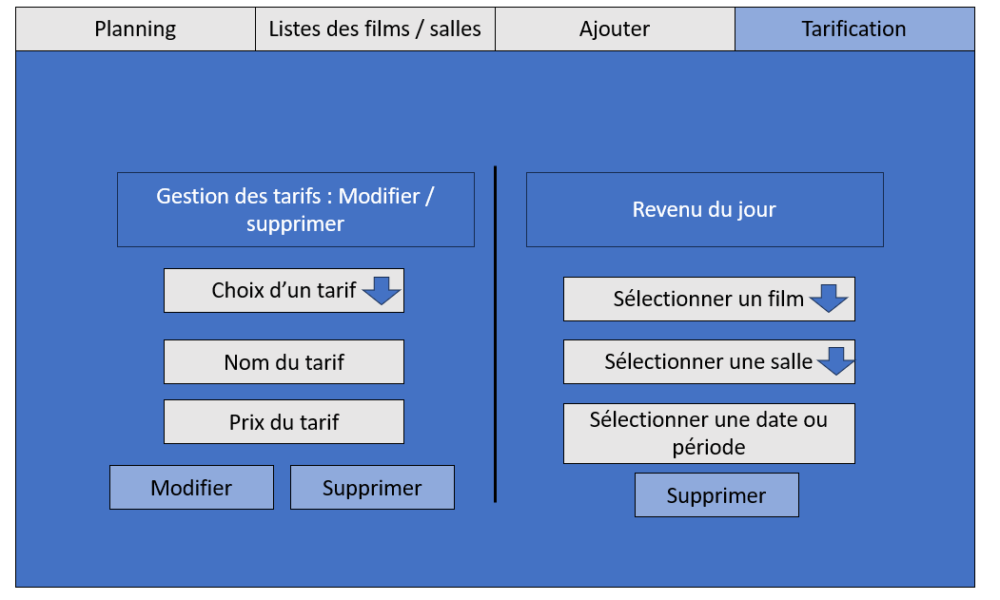 Planning
Listes des films / salles
Ajouter
Tarification
Gestion des tarifs : Modifier /
supprimer
Choix d’un tarif
Nom du tarif
Prix du tarif
Modifier
Supprimer
Revenu du jour
Sélectionner un film
Sélectionner une salle
Sélectionner une date ou
période
Supprimer